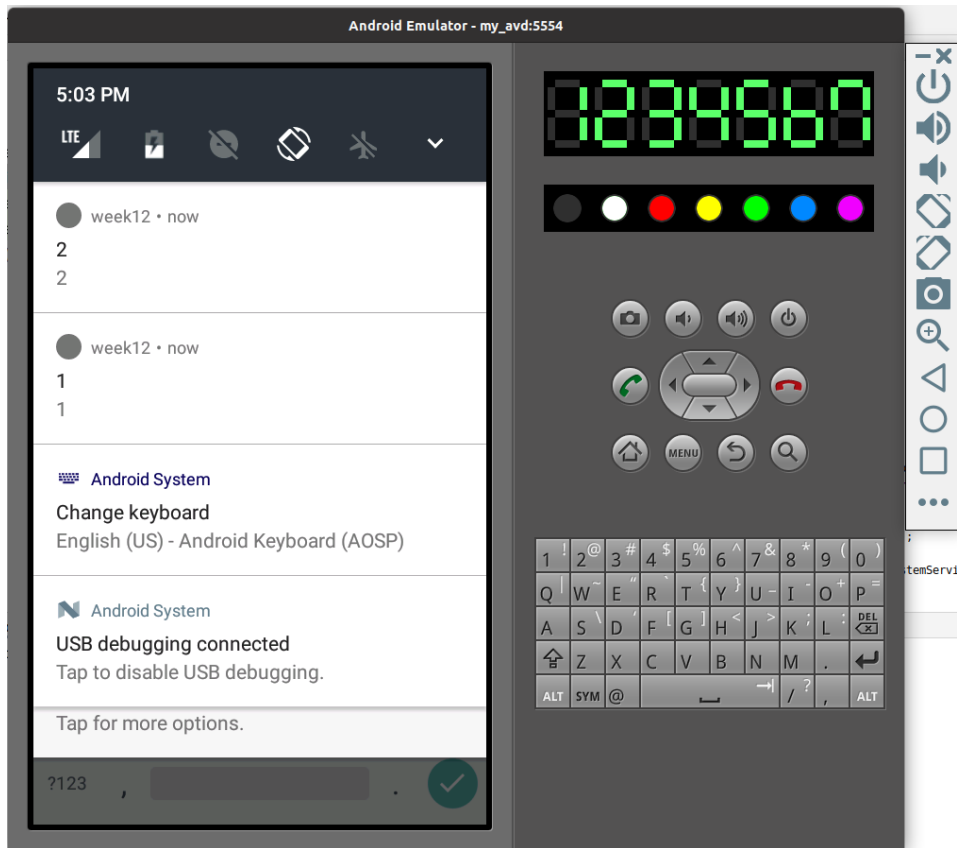 Android Emulator - my_avd:5554
5:03 PM
LTE
week12 • now
2
2
week12 • now
1
1
Android System
Change keyboard
English (US) - Android Keyboard (AOSP)
Android System
USB debugging connected
Tap to disable USB debugging.
Tap for more options.
?123 , .
1234567
MENU
1 ! 2 @ 3 # 4 $ 5 % 6 ^ 7 & 8 * 9 ( 0 )
Q | W ~ E " R ` T { Y } U _ I - O + P =
A S \ D ' F [ G ] H < J > K ; L : DEL
Z X C V B N M .
ALT SYM @ / ? , ALT
;
stemServi